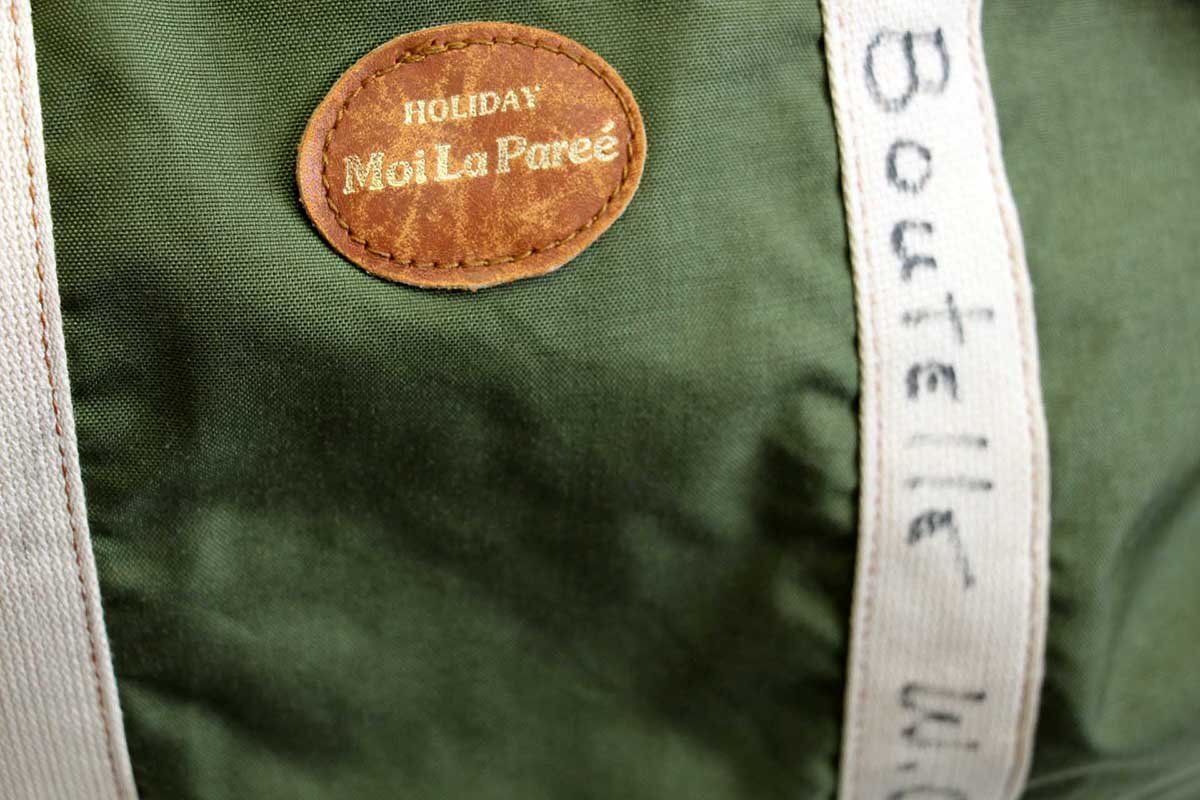 HOLIDAY
Moi La Pareé
Boutelle W.